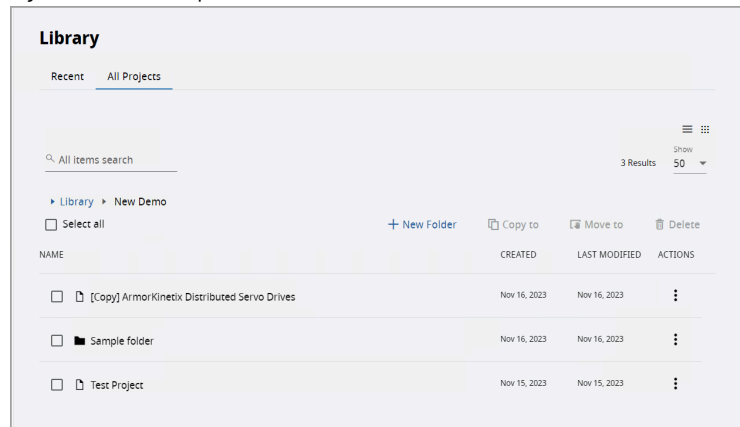 Library
Recent All Projects
Show
All items search 3 Results 50
Library New Demo
Select all New Folder Copy to Move to Delete
NAME CREATED LAST MODIFIED ACTIONS
[Copy] ArmorKinetix Distributed Servo Drives Nov 16, 2023 Nov 16, 2023
Sample folder Nov 16, 2023 Nov 16, 2023
Test Project Nov 15, 2023 Nov 15, 2023